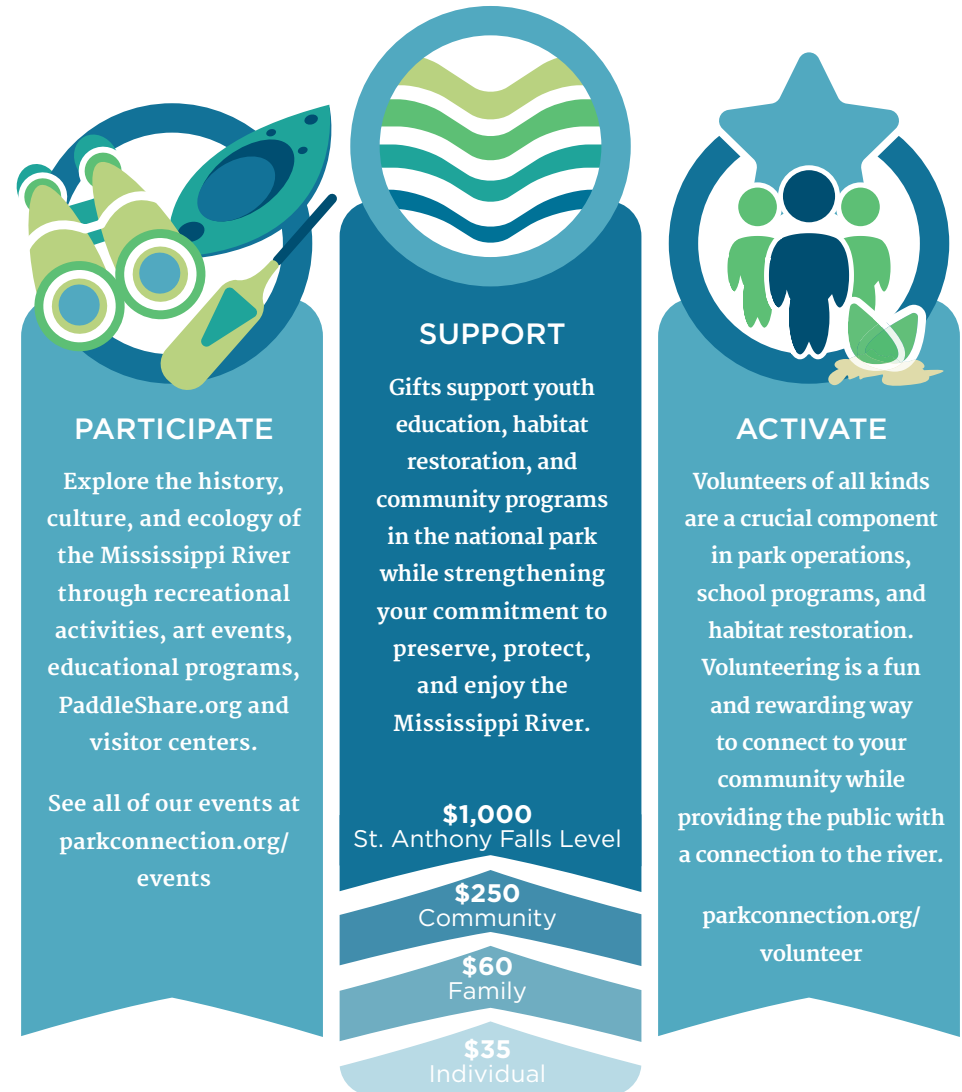 PARTICIPATE
Explore the history,
culture, and ecology of
the Mississippi River
through recreational
activities, art events,
educational programs,
PaddleShare.org and
visitor centers.
See all of our events at
parkconnection.org/
events
SUPPORT
Gifts support youth
education, habitat
restoration, and
community programs
in the national park
while strengthening
your commitment to
preserve, protect,
and enjoy the
Mississippi River.
$1,000
St. Anthony Falls Level
$250
Community
$60
Family
$35
Individual
ACTIVATE
Volunteers of all kinds
are a crucial component
in park operations,
school programs, and
habitat restoration.
Volunteering is a fun
and rewarding way
to connect to your
community while
providing the public with
a connection to the river.
parkconnection.org/
volunteer